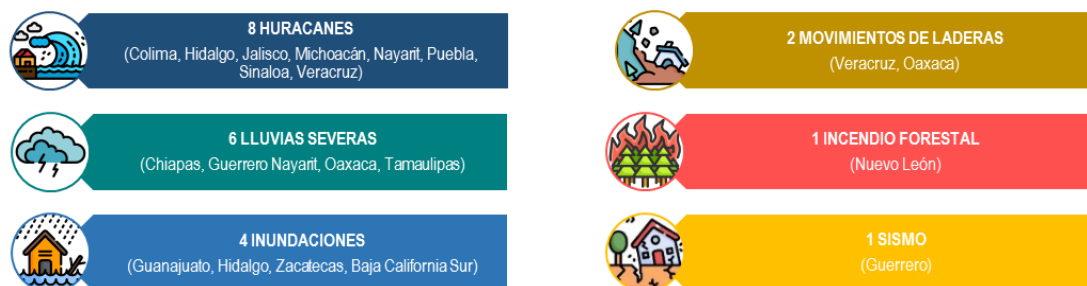 8 HURACANES
(Colima, Hidalgo, Jalisco, Michoacán, Nayarit, Puebla,
Sinaloa, Veracruz)
6 LLUVIAS SEVERAS
(Chiapas, Guerrero Nayarit, Oaxaca, Tamaulipas)
4 INUNDACIONES
(Guanajuato, Hidalgo, Zacatecas, Baja California Sur)
2 MOVIMIENTOS DE LADERAS
(Veracruz, Oaxaca)
1 INCENDIO FORESTAL
(Nuevo León)
1 SISMO
(Guerrero)